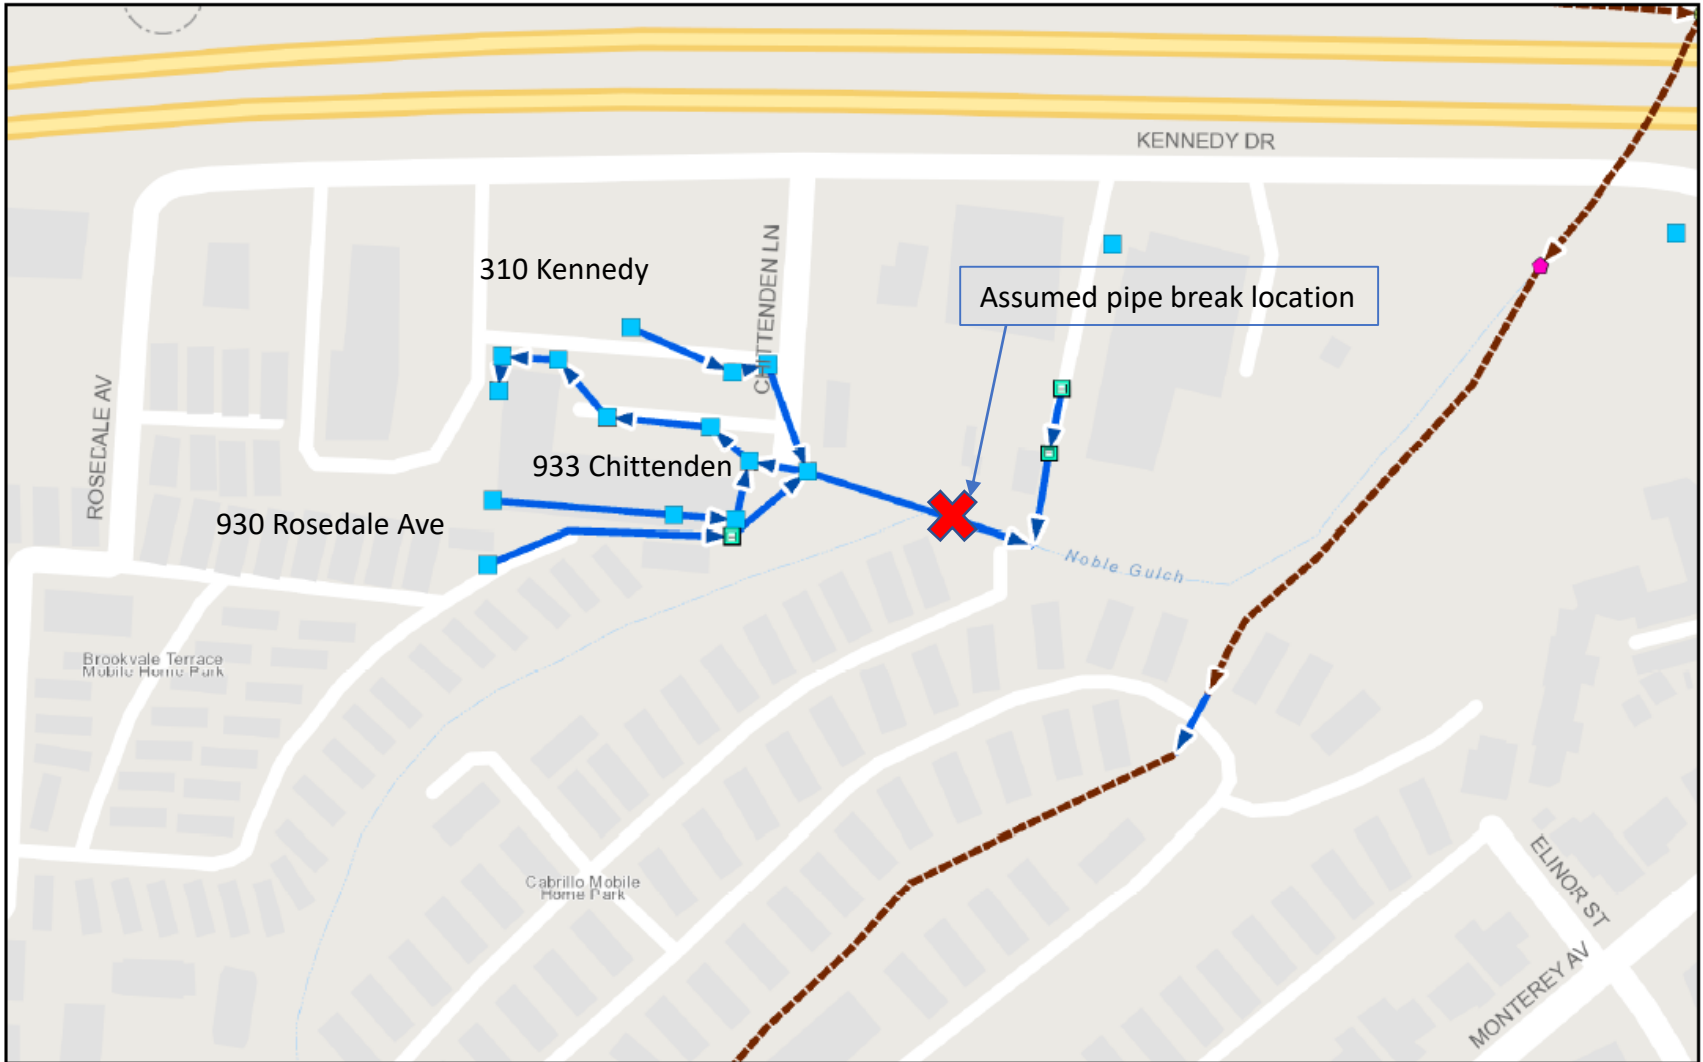 KENNEDY DR
310 Kennedy
CHITTENDEN LN
Assumed pipe break location
ROSEDALE AV
933 Chittenden
930 Rosedale Ave
Noble Gulch
Brookvale Terrace
Mobile Home Park
Cabrillo Mobile
Home Park
ELINOR ST
MONTEREY AV